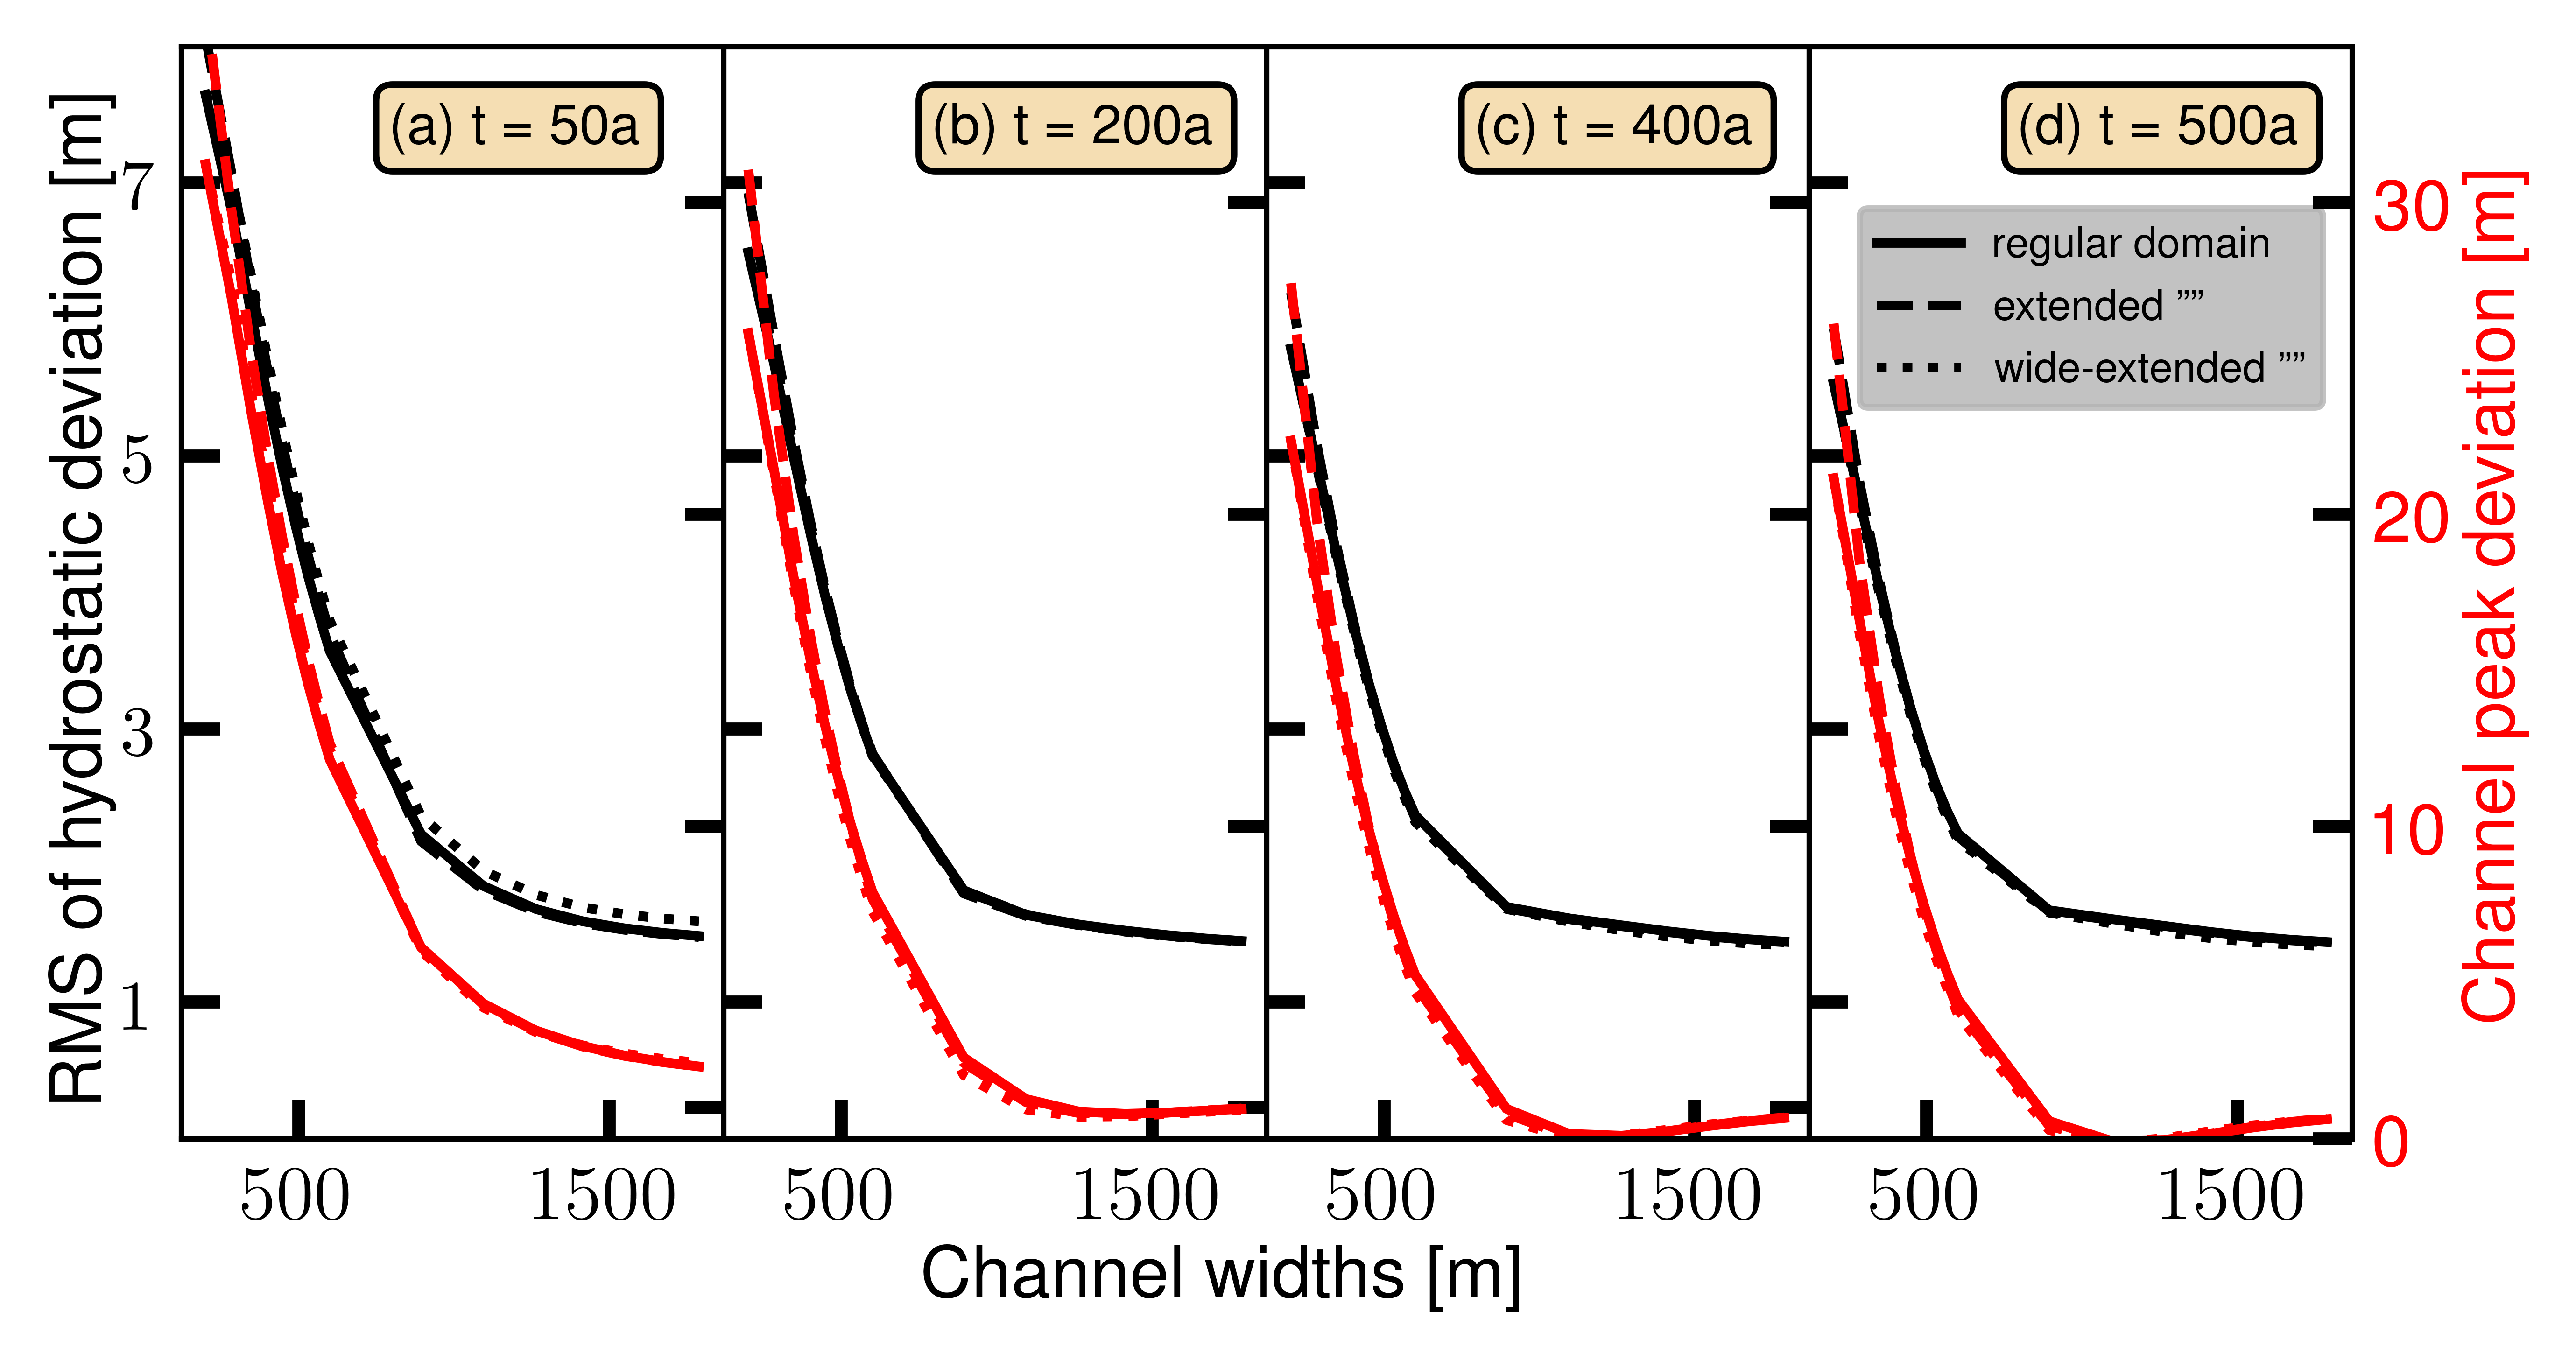 RMS of hydrostatic deviation [m]
7
5
3
1
(a) t = 50a
(b) t = 200a
(c) t = 400a
(d) t = 500a
regular domain
extended ””
wide-extended ””
30
20
10
0
Channel peak deviation [m]
500 1500 500 1500 500 1500 500 1500
Channel widths [m]